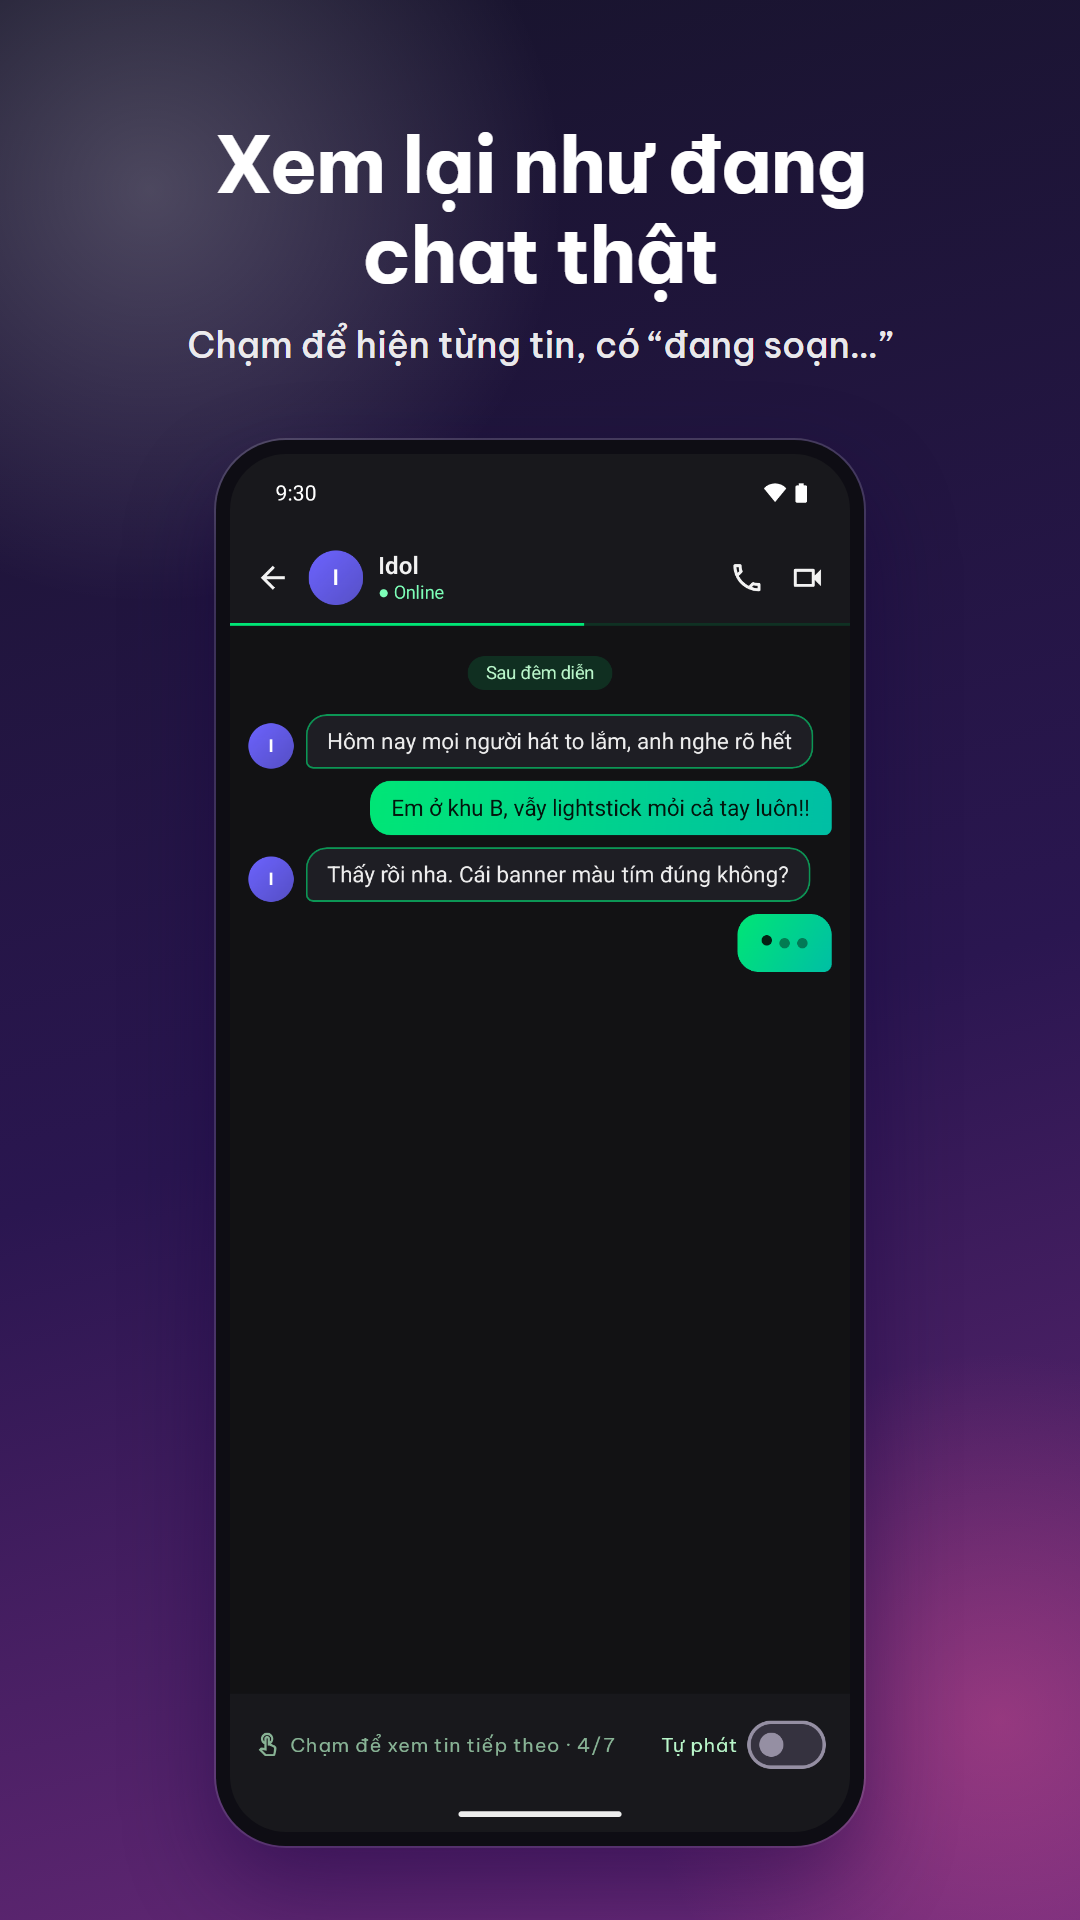 Xem lại như đang
chat thật
Chạm để hiện từng tin, có “đang soạn...”
9:30
I
Idol
Online
Sau đêm diễn
I
Hôm nay mọi người hát to lắm, anh nghe rõ hết
Em ở khu B, vẫy lightstick mỏi cả tay luôn!!
I
Thấy rồi nha. Cái banner màu tím đúng không?
Chạm để xem tin tiếp theo · 4/7
Tự phát